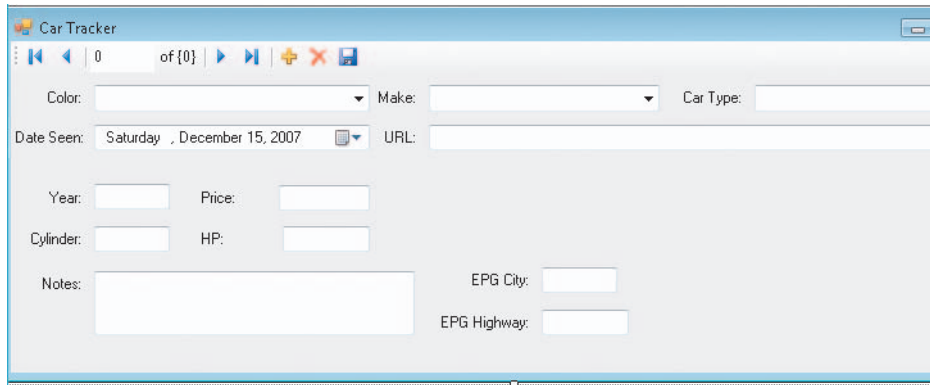 Car Tracker
0 of {0}
Color: Make: Car Type:
Date Seen: Saturday , December 15, 2007 URL:
Year: Price:
Cylinder: HP:
Notes: EPG City:
EPG Highway: